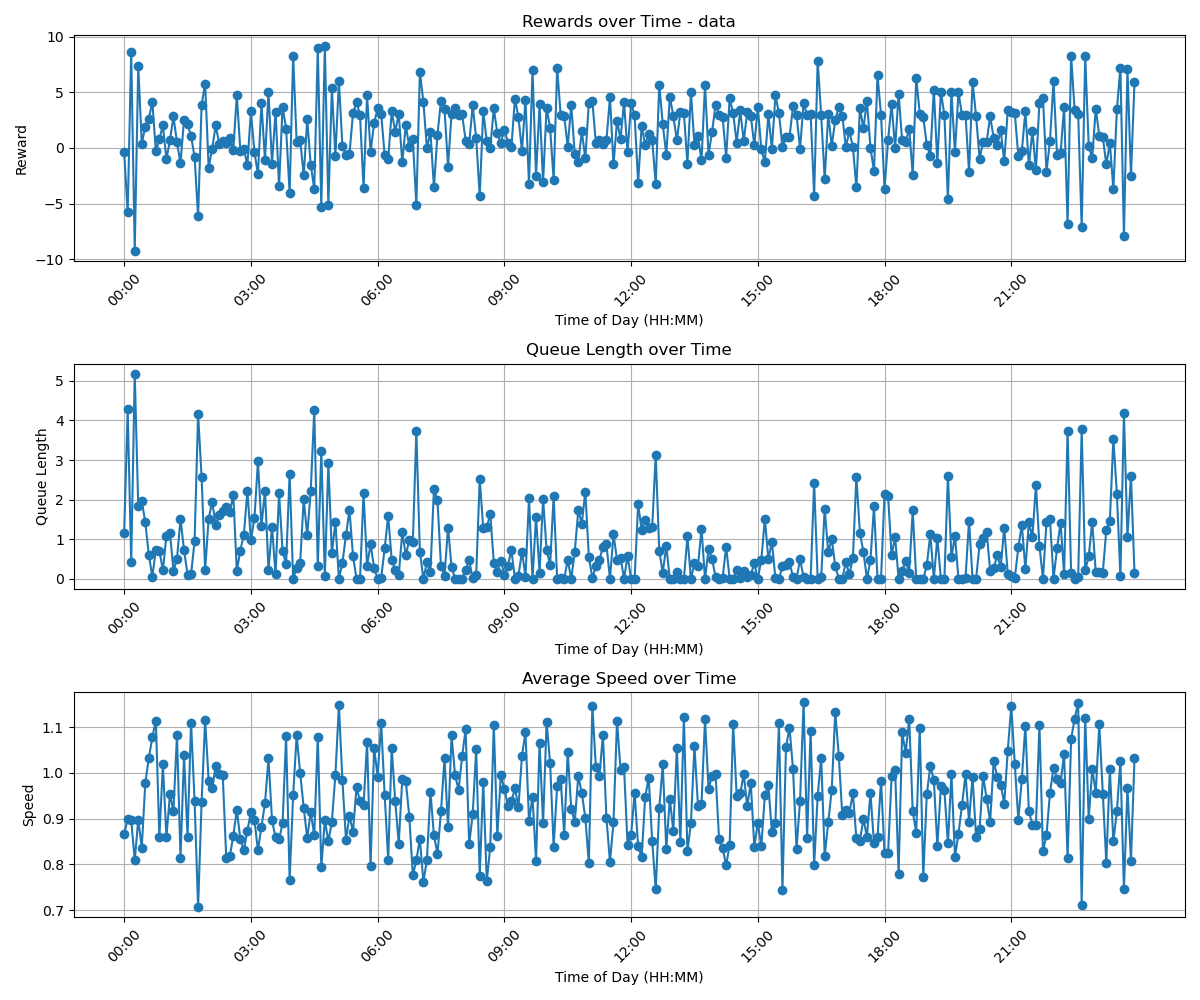 Rewards over Time - data
10
5
0
−5
−10
Reward
00:00 03:00 06:00 09:00 12:00 15:00 18:00 21:00
Time of Day (HH:MM)
Queue Length over Time
5
4
3
2
1
0
Queue Length
00:00 03:00 06:00 09:00 12:00 15:00 18:00 21:00
Time of Day (HH:MM)
Average Speed over Time
1.1
1.0
0.9
0.8
0.7
Speed
00:00 03:00 06:00 09:00 12:00 15:00 18:00 21:00
Time of Day (HH:MM)